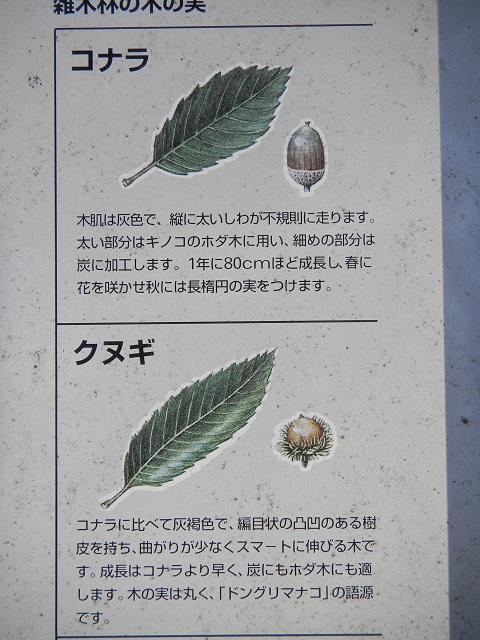 雑木林の木の実
コナラ
木肌は灰色で、縦に太いしわが不規則に走ります。
太い部分はキノコのホダ木に用い、細めの部分は
炭に加工します。1年に80cmほど成長し、春に
花を咲かせ秋には長楕円の実をつけます。
クヌギ
コナラに比べて灰褐色で、編目状の凸凹のある樹
皮を持ち、曲がりが少なくスマートに伸びる木で
す。成長はコナラより早く、炭にもホダ木にも適
します。木の実は丸く、「ドングリマナコ」の語源
です。